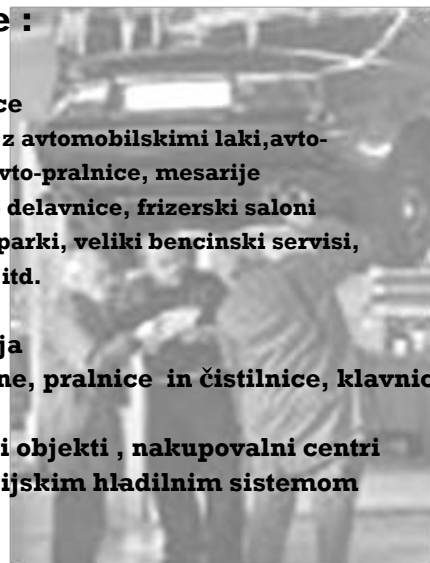 e :
ce
z avtomobilskimi laki,avto-
vto-pralnice, mesarije
delavnice, frizerski saloni
parki, veliki bencinski servisi,
itd.
ja
ne, pralnice in čistilnice, klavnic
i objekti , nakupovalni centri
ijskim hladilnim sistemom